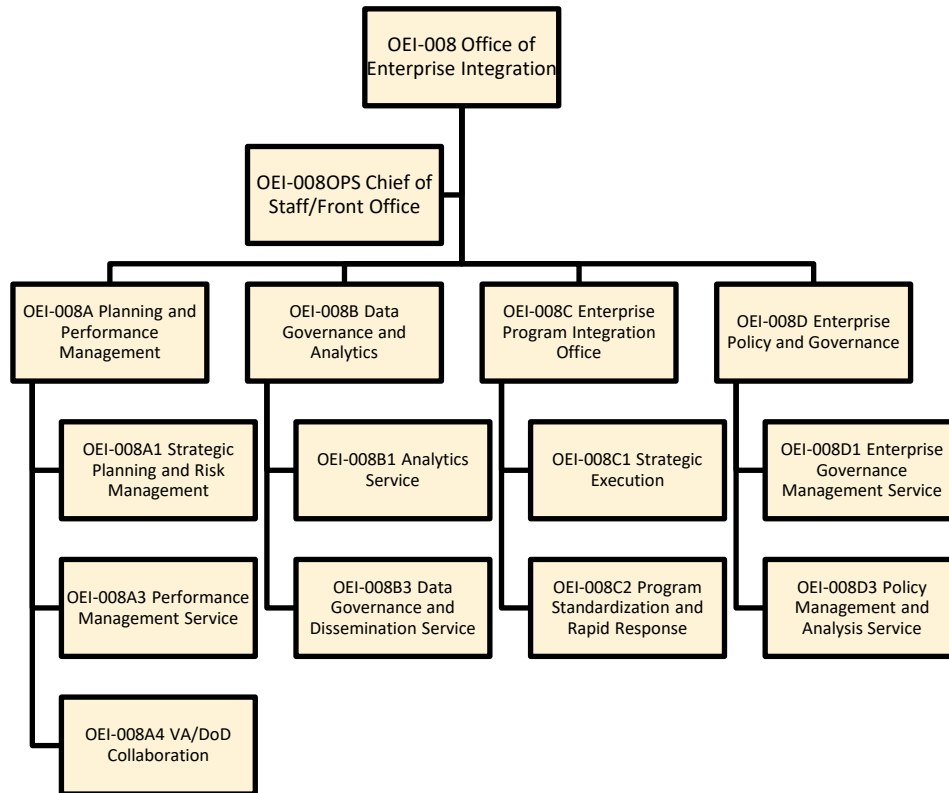 OEI-008 Office of
Enterprise Integration
OEI-008OPS Chief of
Staff/Front Office
OEI-008A Planning and
Performance
Management
OEI-008B Data
Governance and
Analytics
OEI-008C Enterprise
Program Integration
Office
OEI-008D Enterprise
Policy and Governance
OEI-008A1 Strategic
Planning and Risk
Management
OEI-008B1 Analytics
Service
OEI-008C1 Strategic
Execution
OEI-008D1 Enterprise
Governance
Management Service
OEI-008A3 Performance
Management Service
OEI-008B3 Data
Governance and
Dissemination Service
OEI-008C2 Program
Standardization and
Rapid Response
OEI-008D3 Policy
Management and
Analysis Service
OEI-008A4 VA/DoD
Collaboration